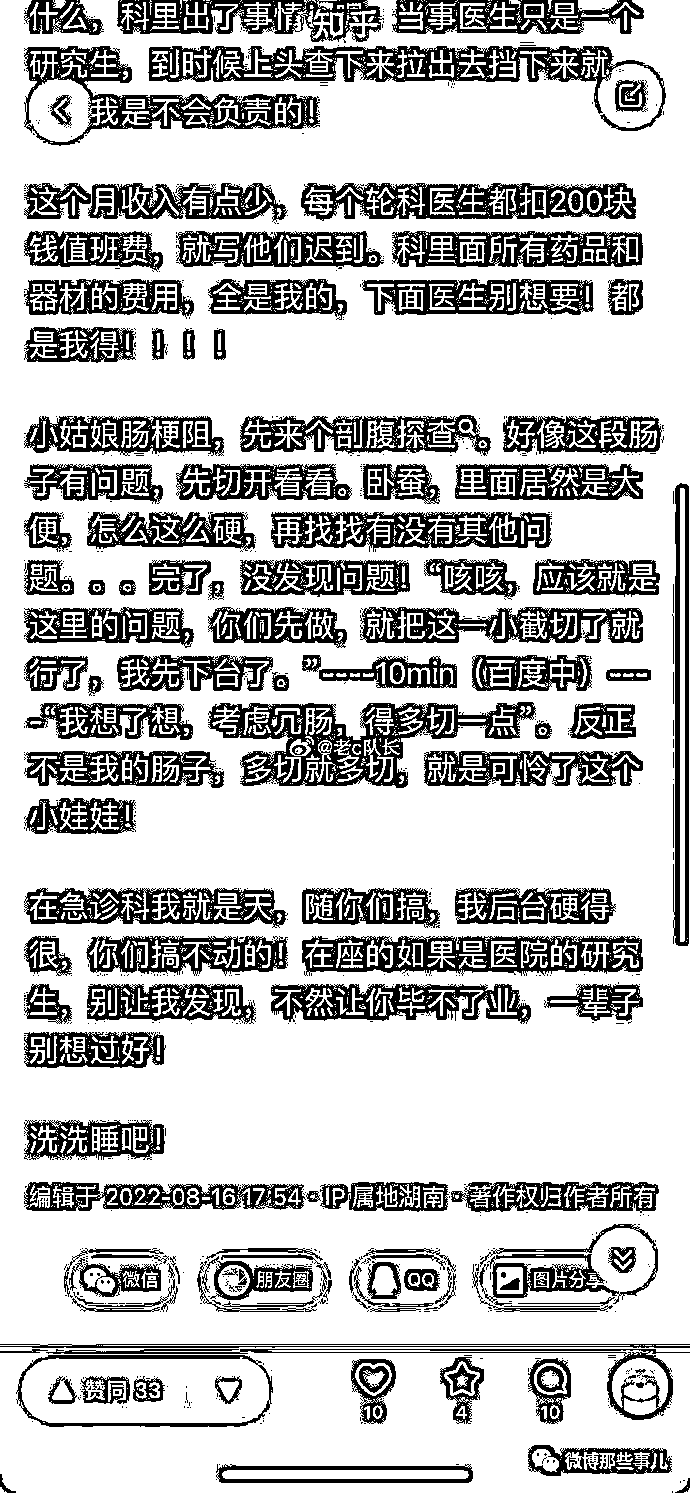 什么，科里出了事情 知乎 当事医生只是一个
研究生，到时候上头查下来拉出去挡下来就
我是不会负责的！
这个月收入有点少，每个轮科医生都扣200块
钱值班费，就写他们迟到。科里面所有药品和
器材的费用，全是我的，下面医生别想要！都
是我得！！！！
小姑娘肠梗阻，先来个剖腹探查。好像这段肠
子有问题，先切开看看。卧蚕，里面居然是大
便，怎么这么硬，再找找有没有其他问
题。。。完了，没发现问题！“咳咳，应该就是
这里的问题，你们先做，就把这一小截切了就
行了，我先下台了。”----10min（百度中）---
-“我想了想，考虑冗肠，得多切一点”。反正
@老c队长
不是我的肠子，多切就多切，就是可怜了这个
小娃娃！
在急诊科我就是天，随你们搞，我后台硬得
很，你们搞不动的！在座的如果是医院的研究
生，别让我发现，不然让你毕不了业，一辈子
别想过好！
洗洗睡吧！
编辑于 2022-08-16 17:54 · IP 属地湖南 · 著作权归作者所有
微信 朋友圈 QQ 图片分享
赞同 33
10 4 10
微博那些事儿